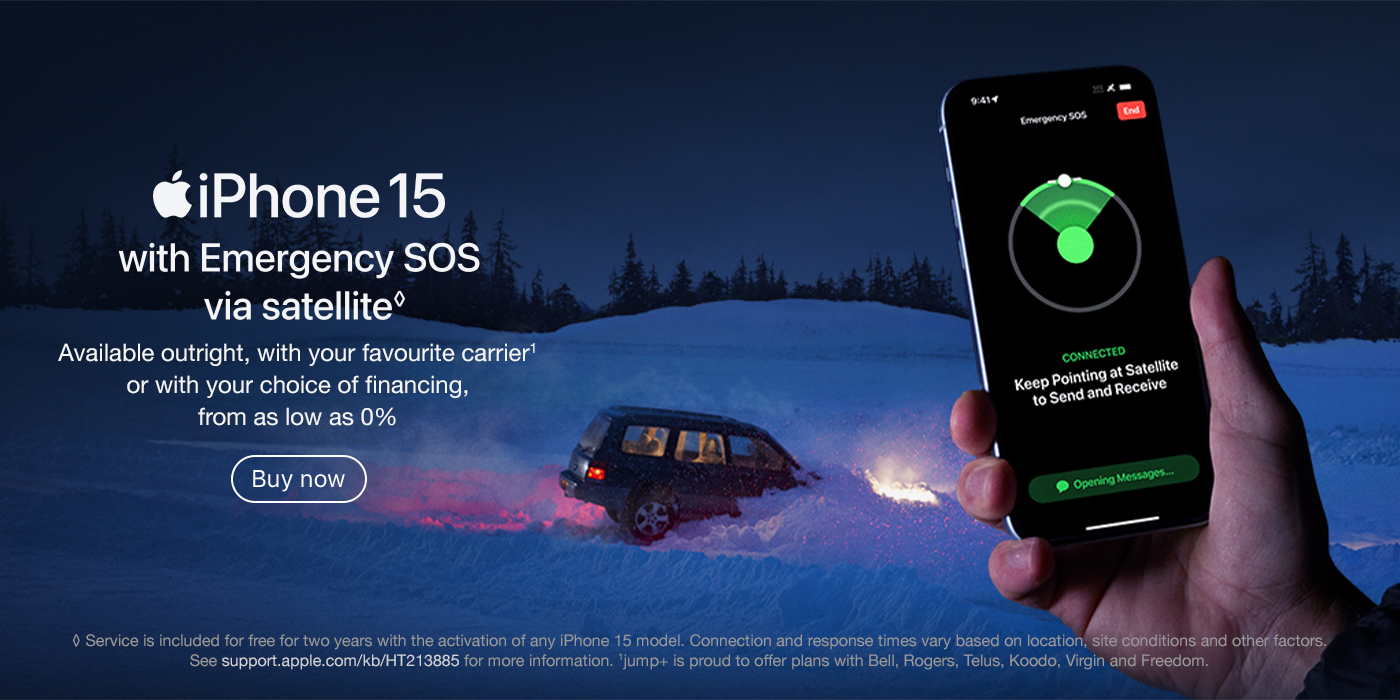 iPhone 15
with Emergency SOS
via satellite◊
Available outright, with your favourite carrier¹
or with your choice of financing,
from as low as 0%
Buy now
9:41
Emergency SOS
End
CONNECTED
Keep Pointing at Satellite
to Send and Receive
Opening Messages...
◊ Service is included for free for two years with the activation of any iPhone 15 model. Connection and response times vary based on location, site conditions and other factors.
See support.apple.com/kb/HT213885 for more information. ¹jump+ is proud to offer plans with Bell, Rogers, Telus, Koodo, Virgin and Freedom.